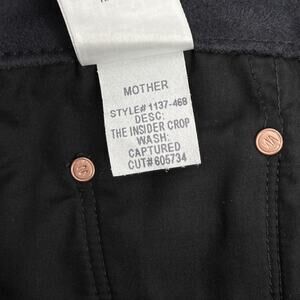 MOTHER
STYLE# 1137-468
DESC:
THE INSIDER CROP
WASH:
CAPTURED
CUT# 605734